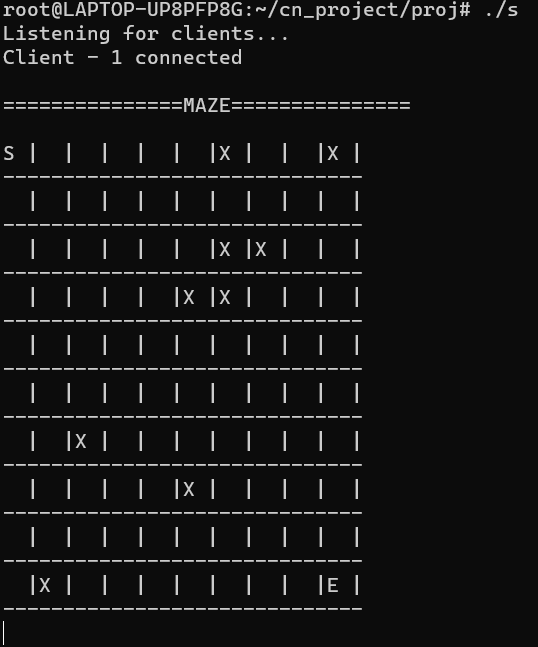 root@LAPTOP-UP8PFP8G:~/cn_project/proj# ./s
Listening for clients...
Client - 1 connected
===============MAZE===============
S |  |  |  |  |  |X |  |  |X |
------------------------------
  |  |  |  |  |  |  |  |  |  |
------------------------------
  |  |  |  |  |  |X |X |  |  |
------------------------------
  |  |  |  |  |X |X |  |  |  |
------------------------------
  |  |  |  |  |  |  |  |  |  |
------------------------------
  |  |  |  |  |  |  |  |  |  |
------------------------------
  |  |X |  |  |  |  |  |  |  |
------------------------------
  |  |  |  |  |X |  |  |  |  |
------------------------------
  |  |  |  |  |  |  |  |  |  |
------------------------------
  |X |  |  |  |  |  |  |  |E |
------------------------------